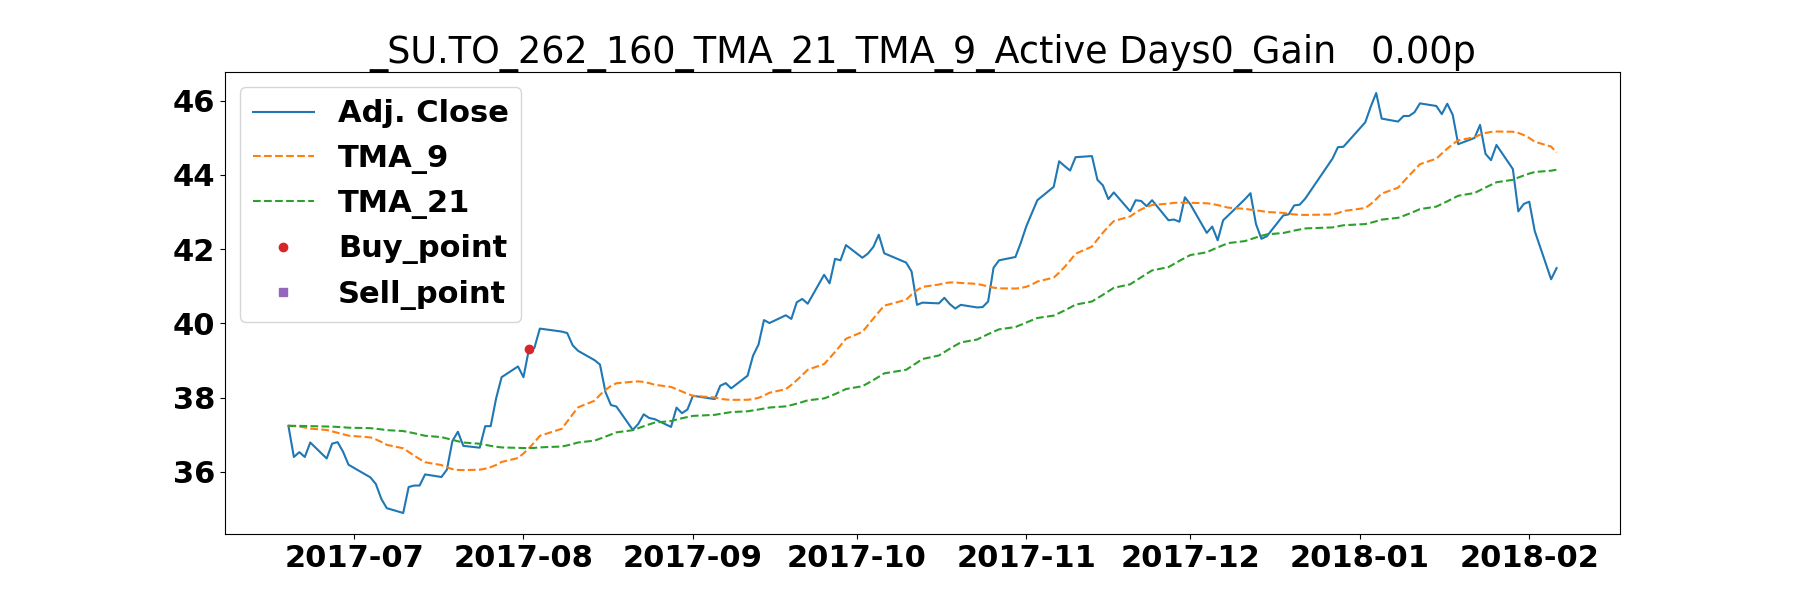 _SU.TO_262_160_TMA_21_TMA_9_Active Days0_Gain   0.00p
Adj. Close
TMA_9
TMA_21
Buy_point
Sell_point
46
44
42
40
38
36
2017-07 2017-08 2017-09 2017-10 2017-11 2017-12 2018-01 2018-02